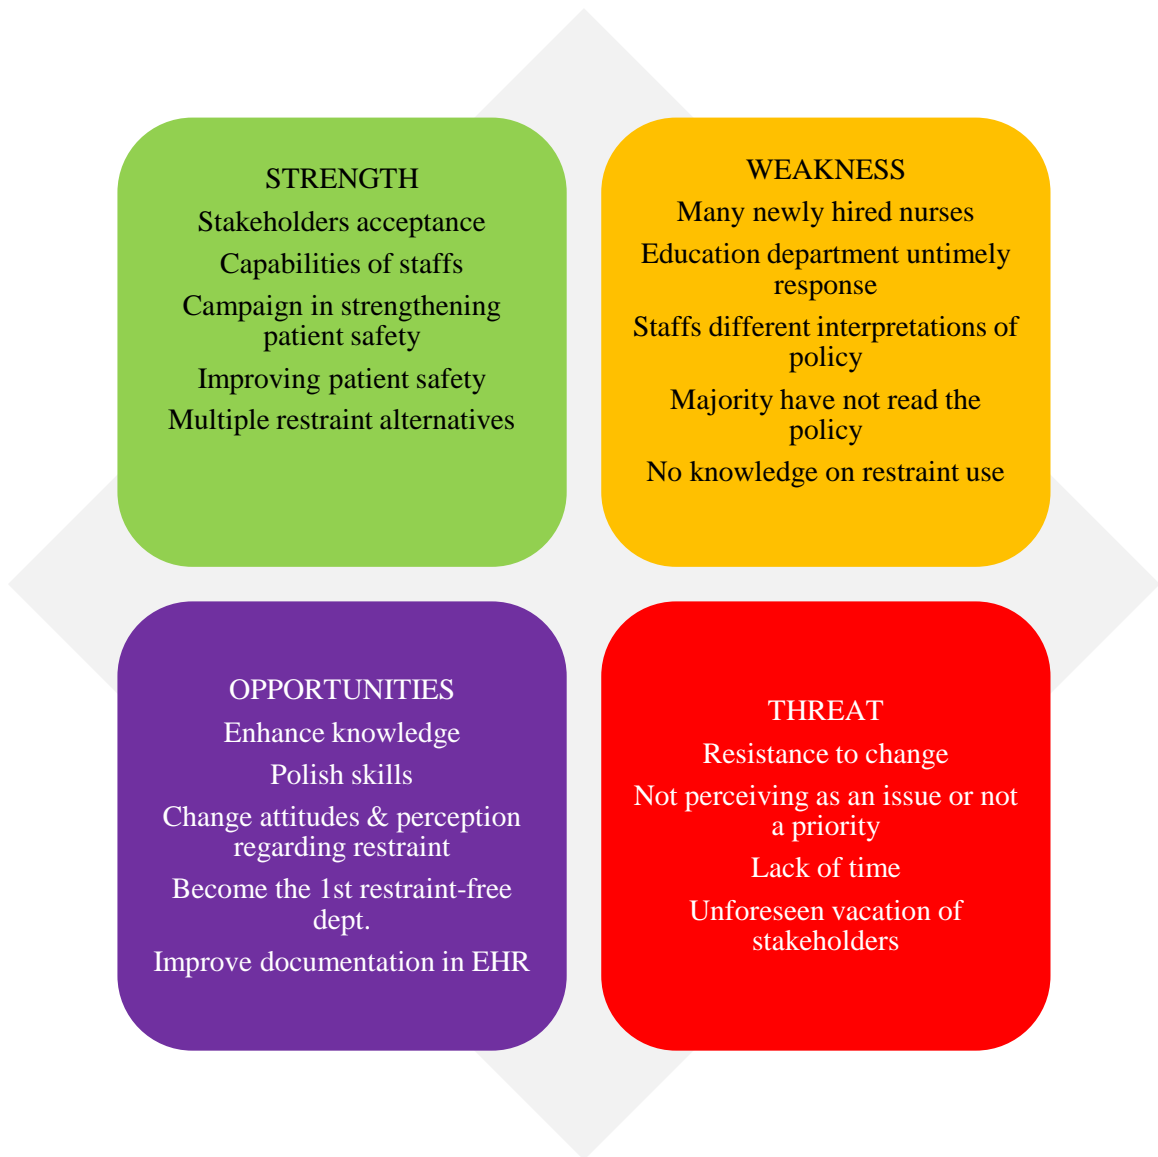 STRENGTH
Stakeholders acceptance
Capabilities of staffs
Campaign in strengthening
patient safety
Improving patient safety
Multiple restraint alternatives
WEAKNESS
Many newly hired nurses
Education department untimely
response
Staffs different interpretations of
policy
Majority have not read the
policy
No knowledge on restraint use
OPPORTUNITIES
Enhance knowledge
Polish skills
Change attitudes & perception
regarding restraint
Become the 1st restraint-free
dept.
Improve documentation in EHR
THREAT
Resistance to change
Not perceiving as an issue or not
a priority
Lack of time
Unforeseen vacation of
stakeholders